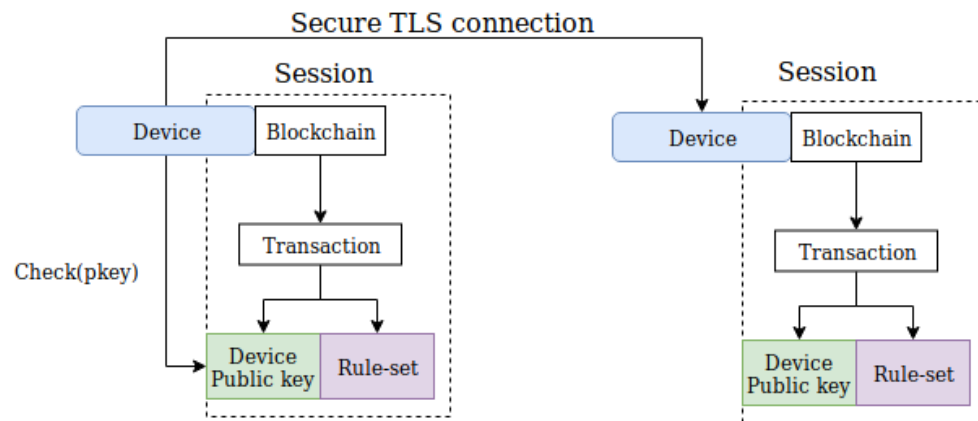 Secure TLS connection
Session
Device
Blockchain
Transaction
Check(pkey)
Device
Public key
Rule-set
Session
Device
Blockchain
Transaction
Device
Public key
Rule-set